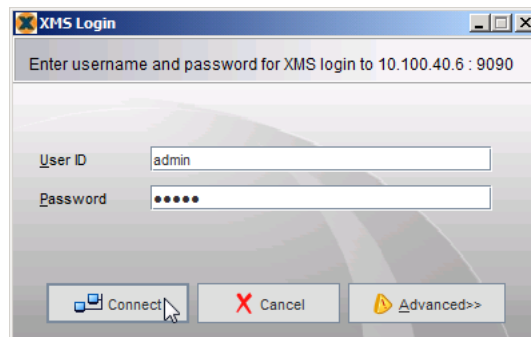 XMS Login
Enter username and password for XMS login to 10.100.40.6 : 9090
User ID
admin
Password
●●●●●
Connect
Cancel
Advanced>>